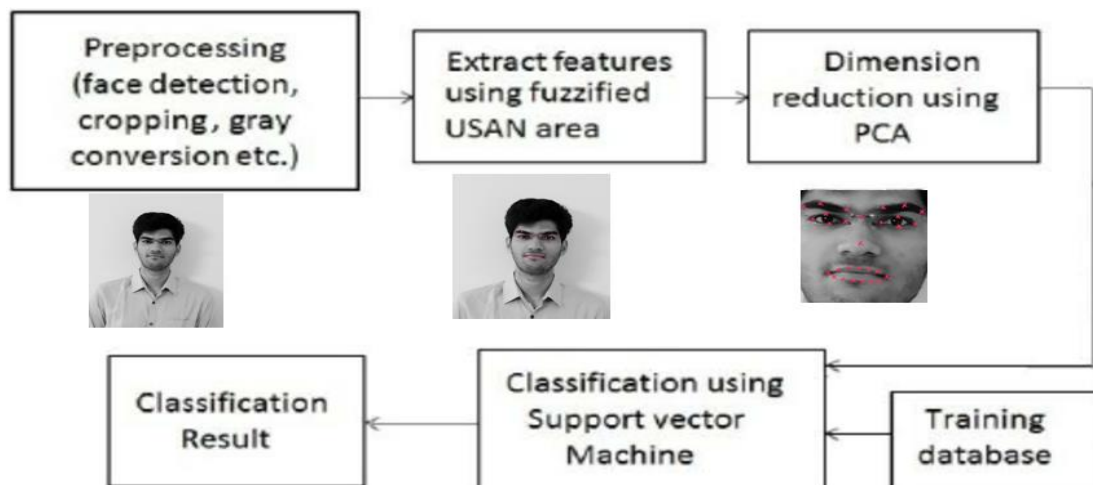 Preprocessing
(face detection,
cropping, gray
conversion etc.)
Extract features
using fuzzified
USAN area
Dimension
reduction using
PCA
Classification
Result
Classification using
Support vector
Machine
Training
database